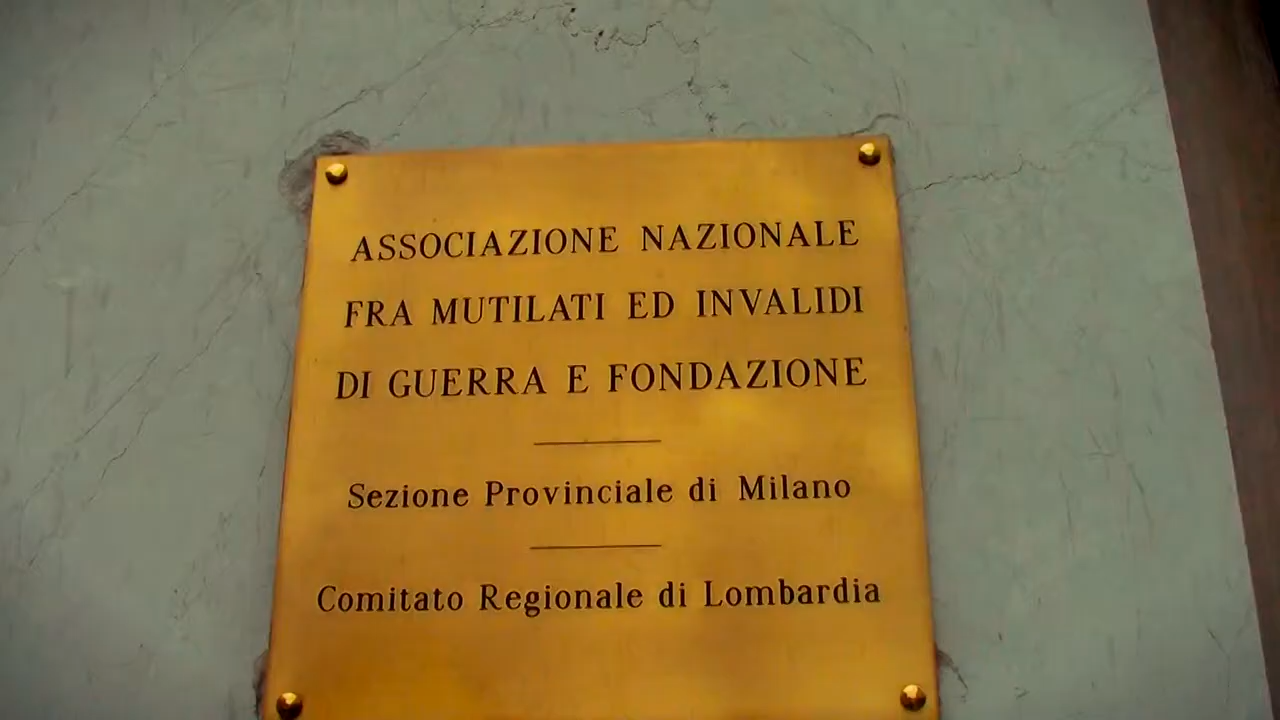 ASSOCIAZIONE NAZIONALE
FRA MUTILATI ED INVALIDI
DI GUERRA E FONDAZIONE
Sezione Provinciale di Milano
Comitato Regionale di Lombardia